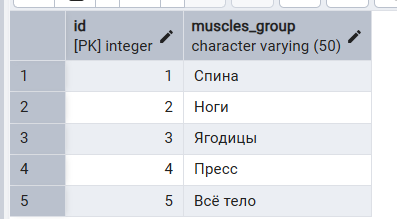 id muscles_group
[PK] integer character varying (50)
1 1 Спина
2 2 Ноги
3 3 Ягодицы
4 4 Пресс
5 5 Всё тело